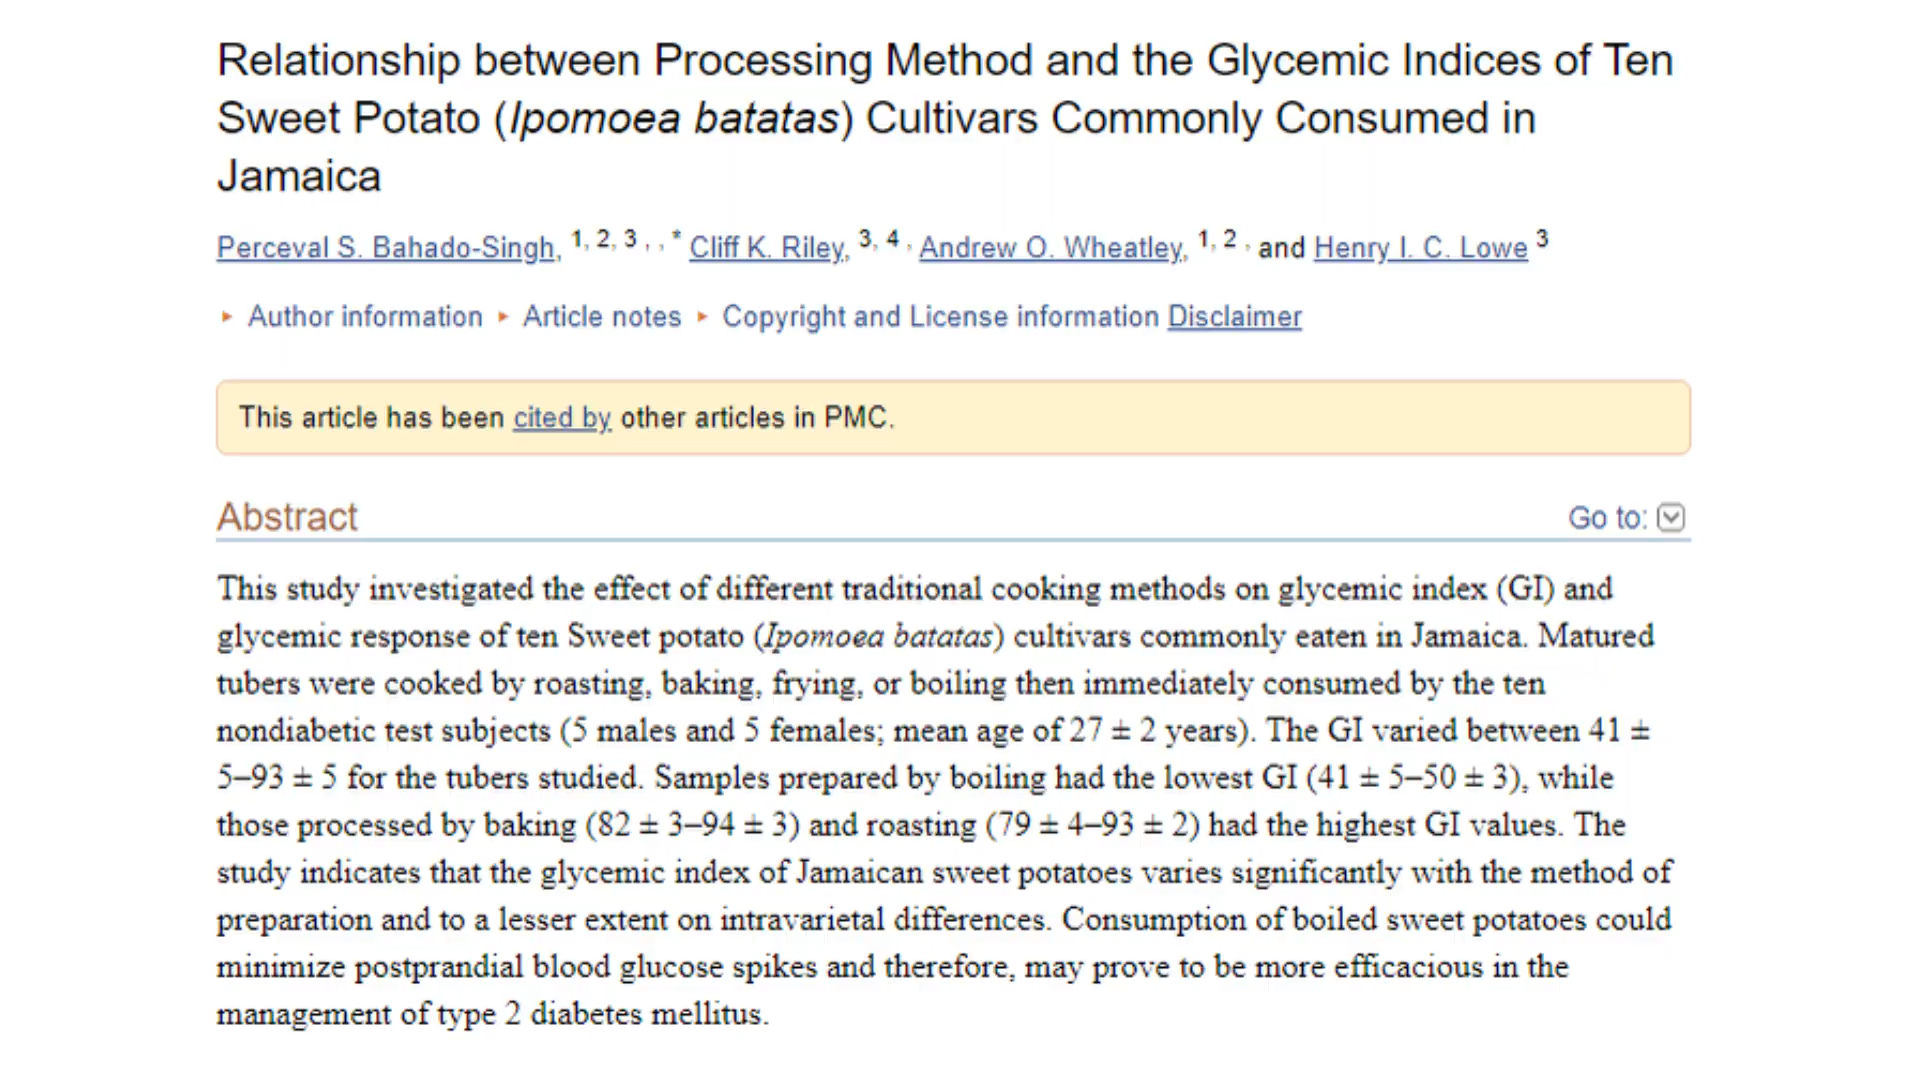 Relationship between Processing Method and the Glycemic Indices of Ten
Sweet Potato (Ipomoea batatas) Cultivars Commonly Consumed in
Jamaica
Perceval S. Bahado-Singh, 1, 2, 3 , , * Cliff K. Riley, 3, 4 , Andrew O. Wheatley, 1, 2 , and Henry I. C. Lowe 3
▸ Author information ▸ Article notes ▸ Copyright and License information Disclaimer
This article has been cited by other articles in PMC.
Abstract
Go to:
This study investigated the effect of different traditional cooking methods on glycemic index (GI) and
glycemic response of ten Sweet potato (Ipomoea batatas) cultivars commonly eaten in Jamaica. Matured
tubers were cooked by roasting, baking, frying, or boiling then immediately consumed by the ten
nondiabetic test subjects (5 males and 5 females; mean age of 27 ± 2 years). The GI varied between 41 ±
5–93 ± 5 for the tubers studied. Samples prepared by boiling had the lowest GI (41 ± 5–50 ± 3), while
those processed by baking (82 ± 3–94 ± 3) and roasting (79 ± 4–93 ± 2) had the highest GI values. The
study indicates that the glycemic index of Jamaican sweet potatoes varies significantly with the method of
preparation and to a lesser extent on intravarietal differences. Consumption of boiled sweet potatoes could
minimize postprandial blood glucose spikes and therefore, may prove to be more efficacious in the
management of type 2 diabetes mellitus.